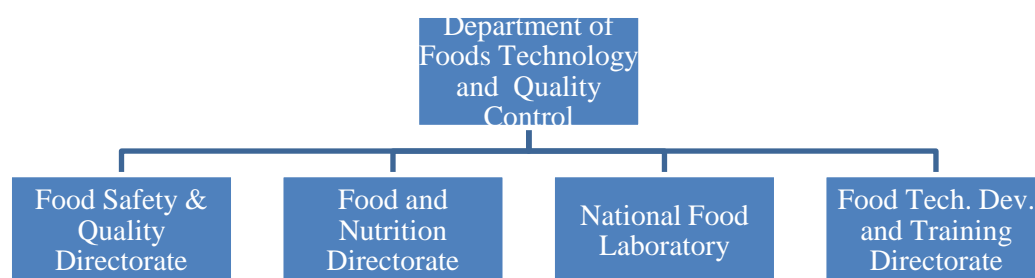 Department of
Foods Technology
and Quality
Control
Food Safety &
Quality
Directorate
Food and
Nutrition
Directorate
National Food
Laboratory
Food Tech. Dev.
and Training
Directorate